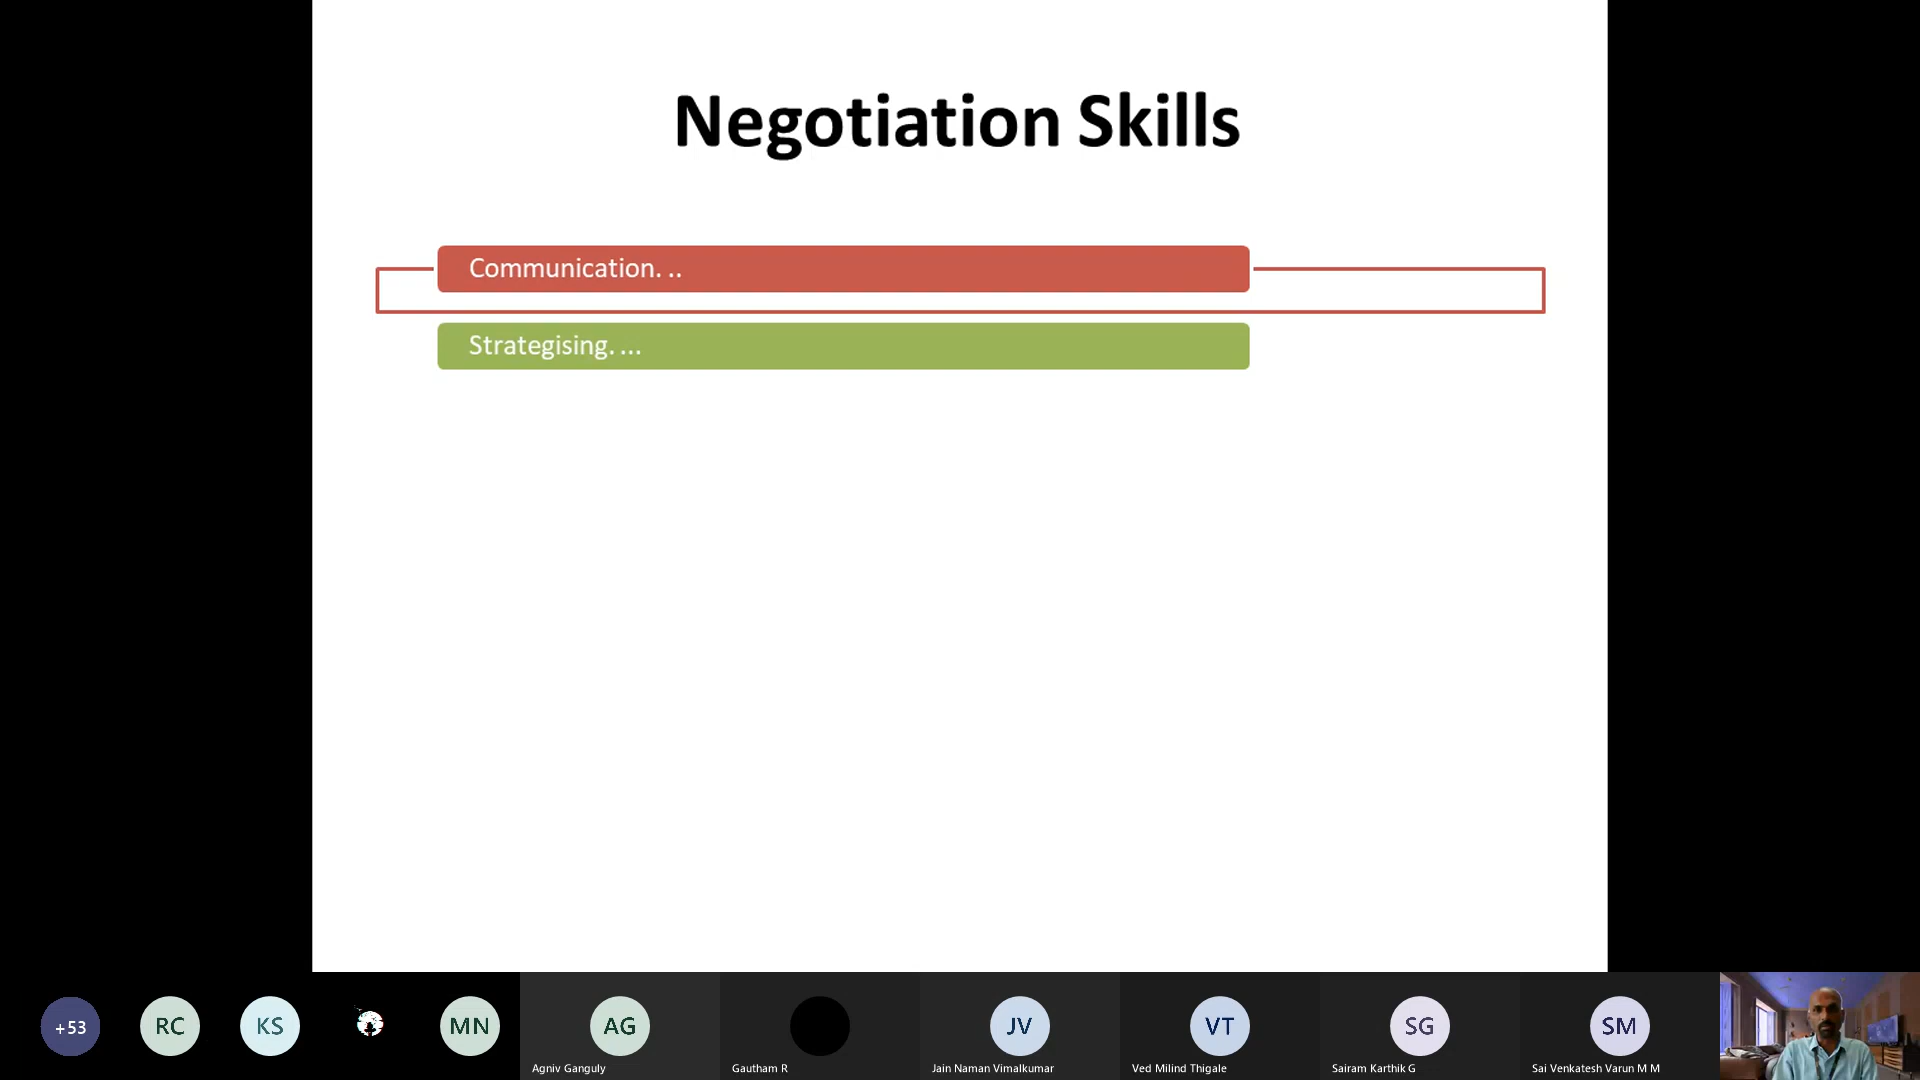 Negotiation Skills
Communication. ..
Strategising. ...
+53
RC
KS
MN
AG
JV
VT
SG
SM
Agniv Ganguly
Gautham R
Jain Naman Vimalkumar
Ved Milind Thigale
Sairam Karthik G
Sai Venkatesh Varun M M